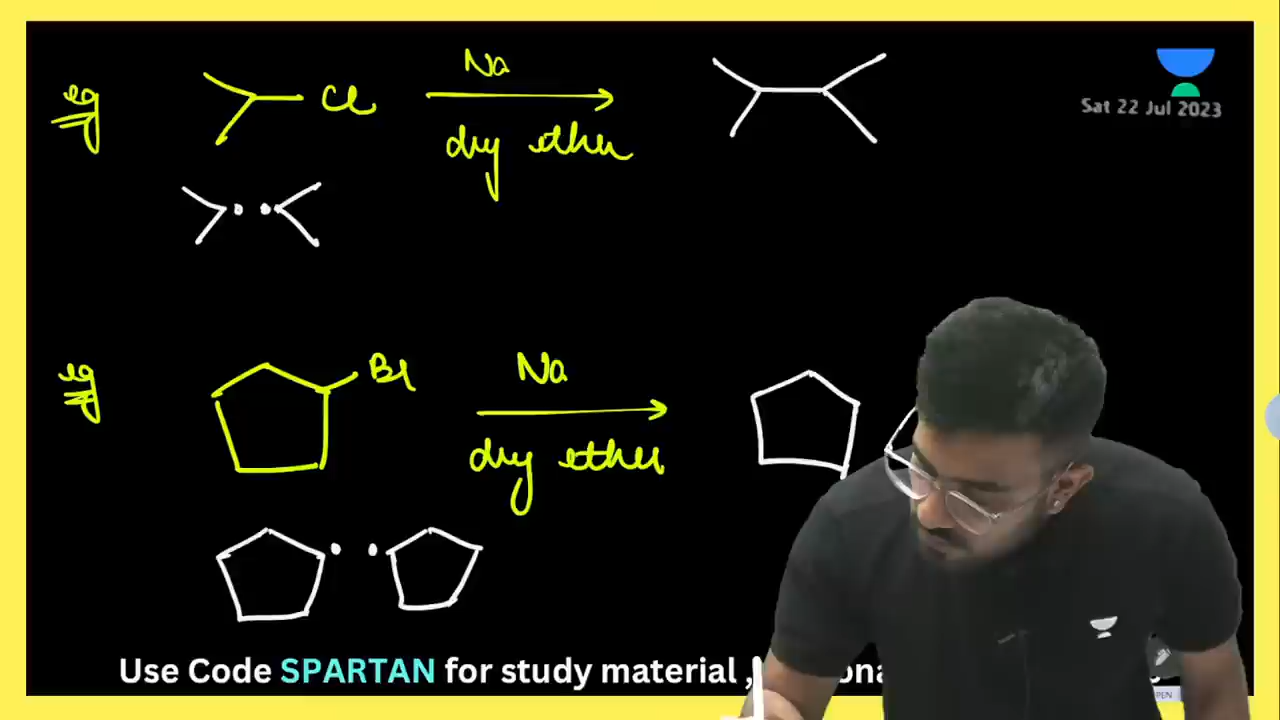 Sat 22 Jul 2023
eg
Cl
Na
dry ether
eg
Br
Na
dry ether
Use Code SPARTAN for study material ,
PEN